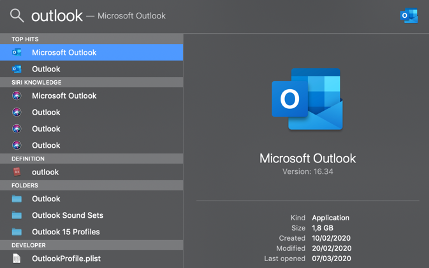 outlook — Microsoft Outlook
TOP HITS
Microsoft Outlook
Outlook
SIRI KNOWLEDGE
Microsoft Outlook
Outlook
Outlook
Outlook
DEFINITION
outlook
FOLDERS
Outlook
Outlook Sound Sets
Outlook 15 Profiles
DEVELOPER
OutlookProfile.plist
O
Microsoft Outlook
Version: 16.34
Kind Application
Size 1,8 GB
Created 10/02/2020
Modified 20/02/2020
Last opened 07/03/2020